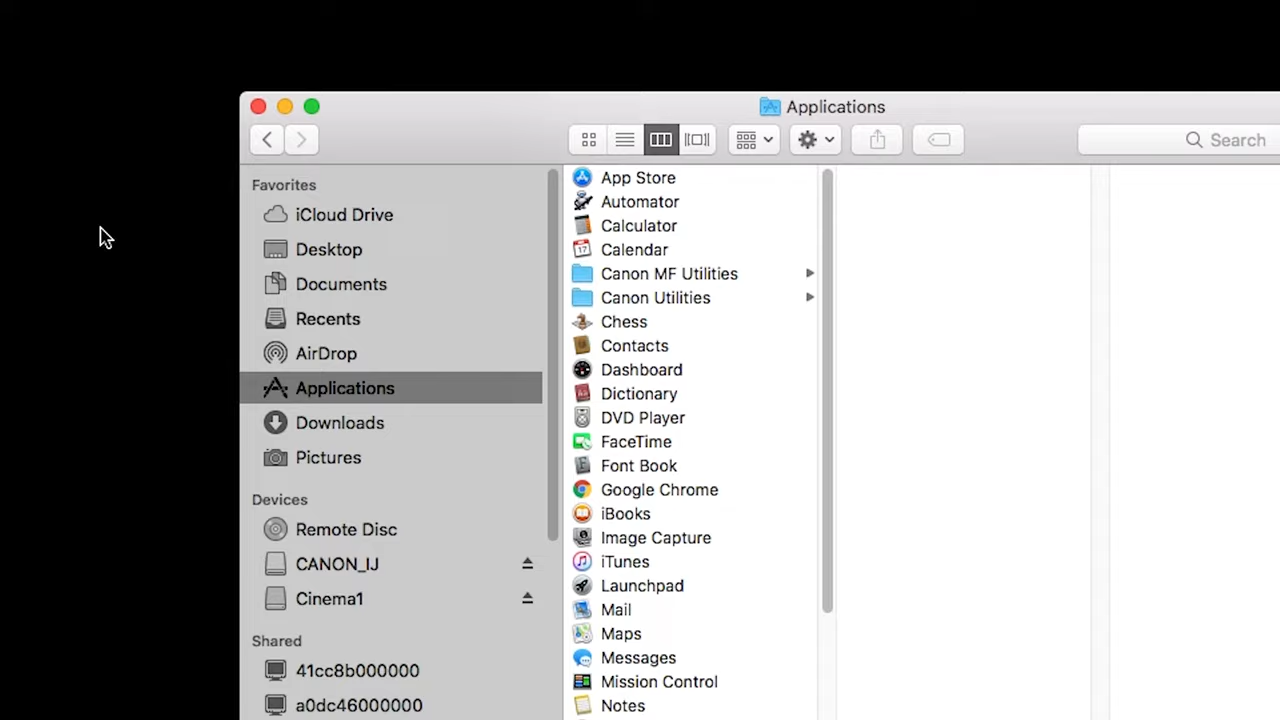 Applications
Search
Favorites
iCloud Drive
Desktop
Documents
Recents
AirDrop
Applications
Downloads
Pictures
Devices
Remote Disc
CANON_IJ
Cinema1
Shared
41cc8b000000
a0dc46000000
App Store
Automator
Calculator
17
Calendar
Canon MF Utilities
Canon Utilities
Chess
Contacts
Dashboard
Dictionary
DVD Player
FaceTime
Font Book
Google Chrome
iBooks
Image Capture
iTunes
Launchpad
Mail
Maps
Messages
Mission Control
Notes